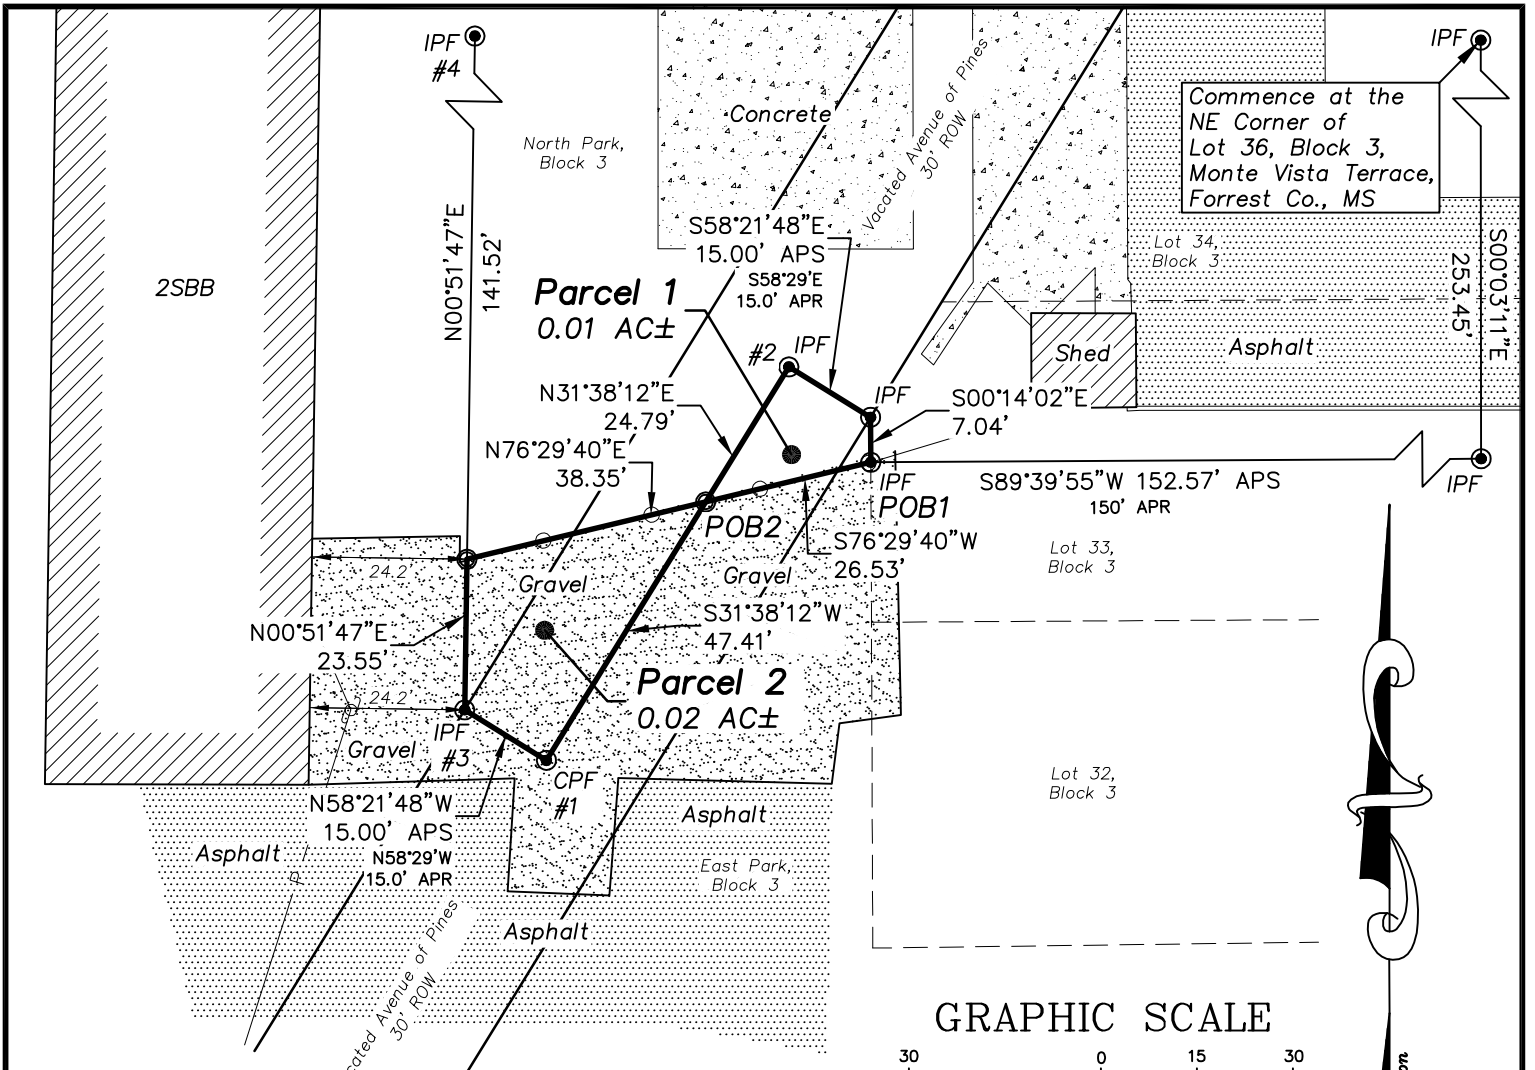 IPF
#4
IPF
Commence at the
NE Corner of
Lot 36, Block 3,
Monte Vista Terrace,
Forrest Co., MS
Concrete
North Park,
Block 3
Vacated Avenue of Pines
30' ROW
N00°51'47"E
141.52'
S58°21'48"E
15.00' APS
S58°29'E
15.0' APR
Lot 34,
Block 3
S00°03'11"E
253.45'
2SBB
Parcel 1
0.01 AC±
Shed
Asphalt
#2
IPF
N31°38'12"E
24.79'
IPF
S00°14'02"E
7.04'
N76°29'40"E
38.35'
IPF
POB1
S89°39'55"W 152.57' APS
150' APR
IPF
POB2
S76°29'40"W
26.53'
Lot 33,
Block 3
24.2'
Gravel
Gravel
N00°51'47"E
23.55'
S31°38'12"W
47.41'
Parcel 2
0.02 AC±
24.2'
IPF
#3
Gravel
CPF
#1
Lot 32,
Block 3
N58°21'48"W
15.00' APS
N58°29'W
15.0' APR
Asphalt
Asphalt
P
East Park,
Block 3
Asphalt
cated Avenue of Pines
30' ROW
GRAPHIC SCALE
30 0 15 30